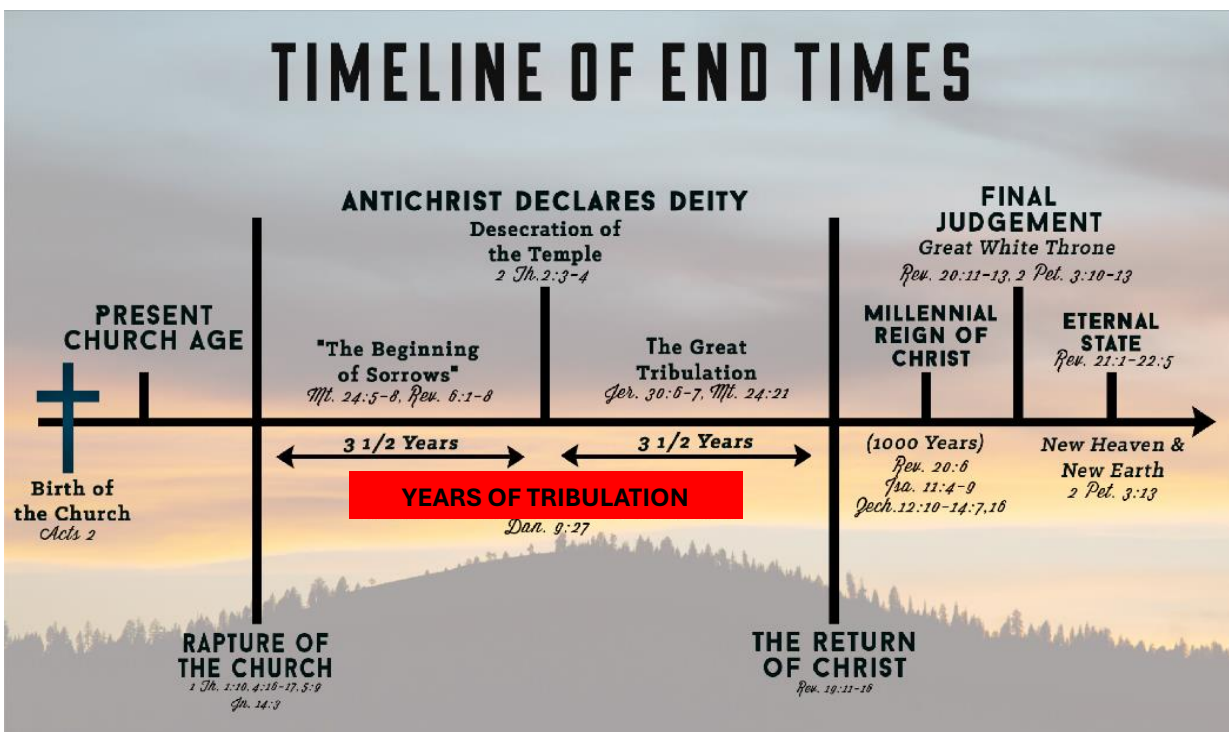 TIMELINE OF END TIMES
ANTICHRIST DECLARES DEITY
Desecration of
the Temple
2 Th. 2:3-4
FINAL
JUDGEMENT
Great White Throne
Rev. 20:11-13, 2 Pet. 3:10-13
PRESENT
CHURCH AGE
"The Beginning
of Sorrows"
Mt. 24:5-8, Rev. 6:1-8
The Great
Tribulation
Jer. 30:6-7, Mt. 24:21
MILLENNIAL
REIGN OF
CHRIST
ETERNAL
STATE
Rev. 21:1-22:5
Birth of
the Church
Acts 2
3 1/2 Years
3 1/2 Years
YEARS OF TRIBULATION
Dan. 9:27
(1000 Years)
Rev. 20:6
Isa. 11:4-9
Zech.12:10-14:7,16
New Heaven &
New Earth
2 Pet. 3:13
RAPTURE OF
THE CHURCH
1 Th. 1:10, 4:16-17, 5:9
Jn. 14:3
THE RETURN
OF CHRIST
Rev. 19:11-16